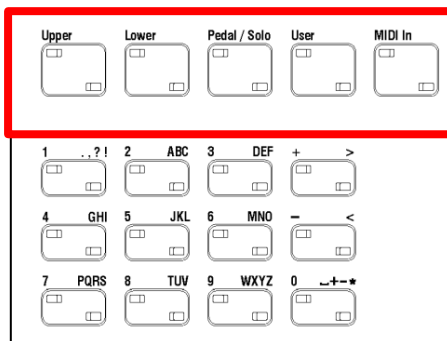 Upper Lower Pedal / Solo User MIDI In
1 .,?! 2 ABC 3 DEF + >
4 GHI 5 JKL 6 MNO − <
7 PQRS 8 TUV 9 WXYZ 0 ⎵+−*